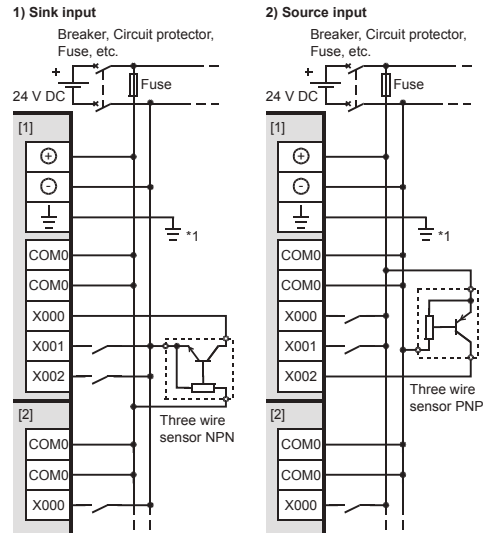 1) Sink input
Breaker, Circuit protector,
Fuse, etc.
+
Fuse
24 V DC
[1]
+
-
*1
COM0
COM0
X000
X001
X002
Three wire
sensor NPN
[2]
COM0
COM0
X000
2) Source input
Breaker, Circuit protector,
Fuse, etc.
+
Fuse
24 V DC
[1]
+
-
*1
COM0
COM0
X000
X001
X002
Three wire
sensor PNP
[2]
COM0
COM0
X000